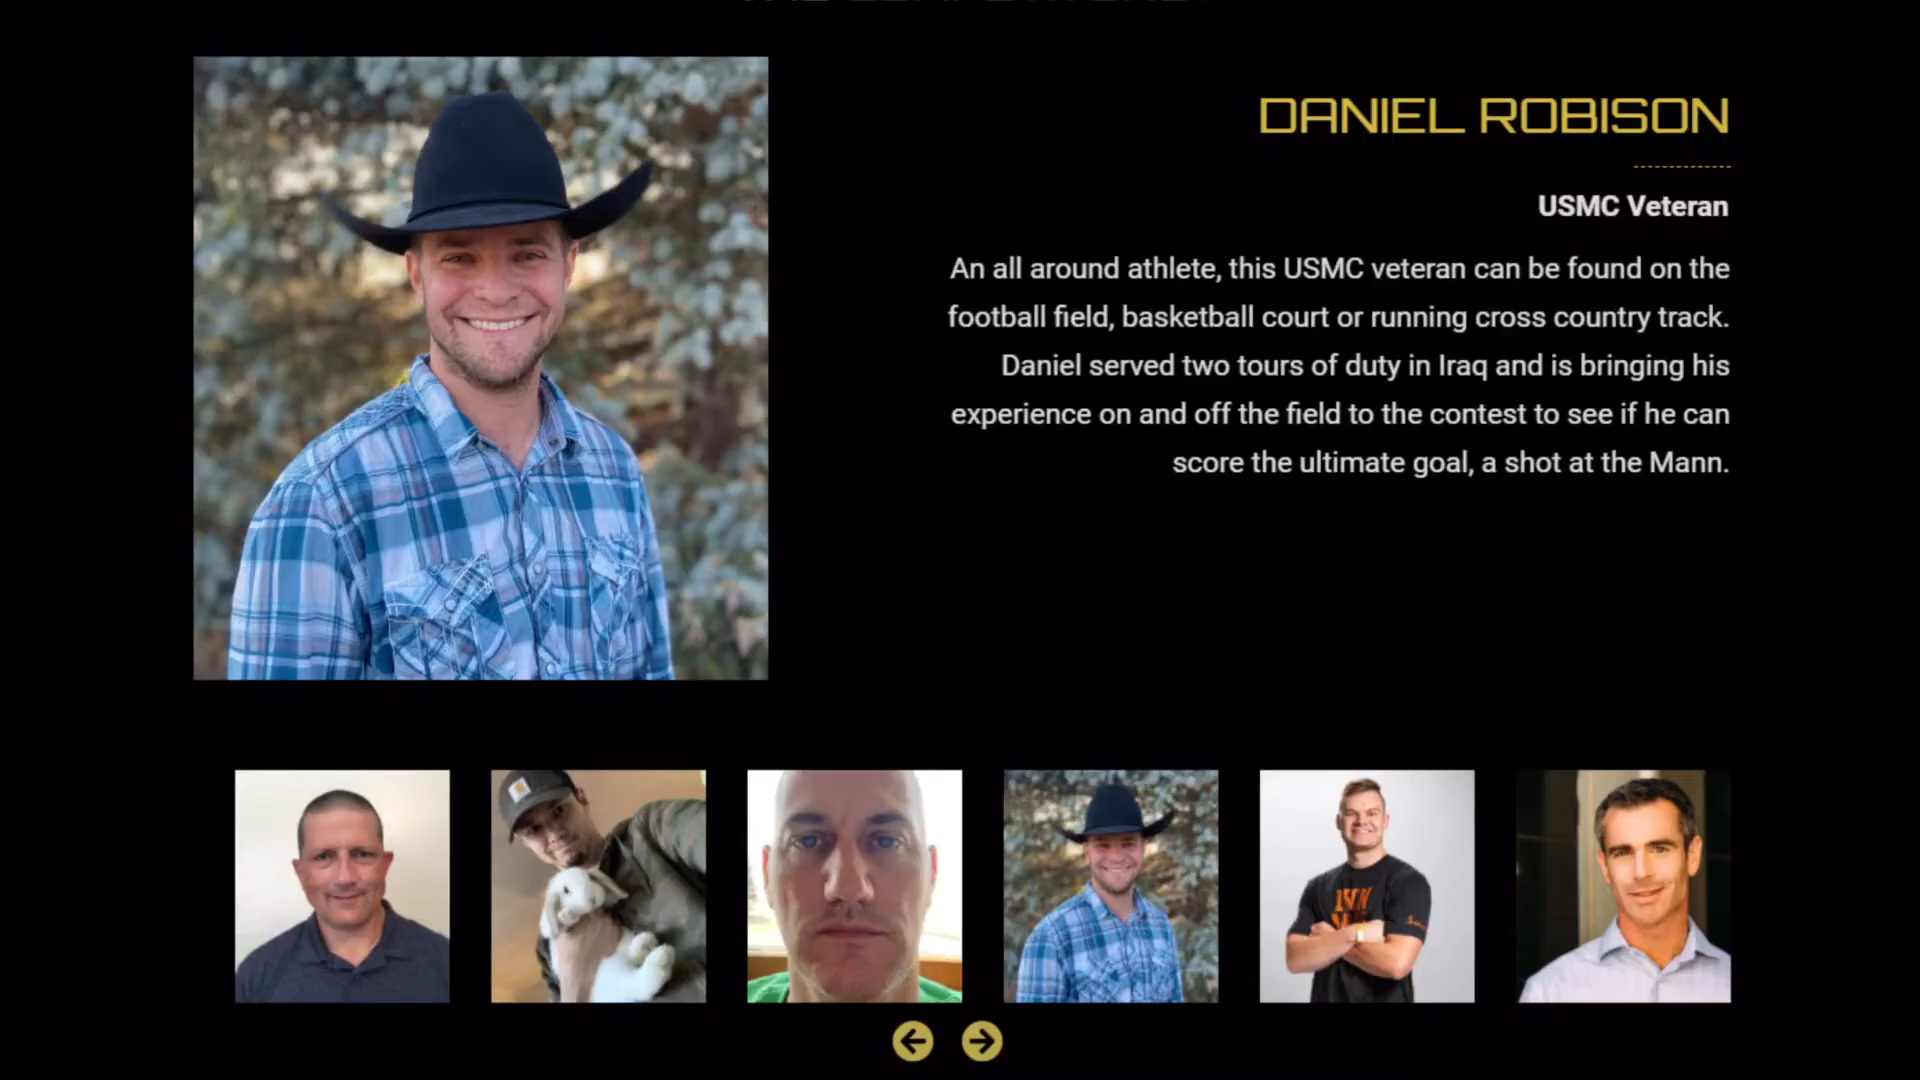 DANIEL ROBISON
USMC Veteran
An all around athlete, this USMC veteran can be found on the
football field, basketball court or running cross country track.
Daniel served two tours of duty in Iraq and is bringing his
experience on and off the field to the contest to see if he can
score the ultimate goal, a shot at the Mann.